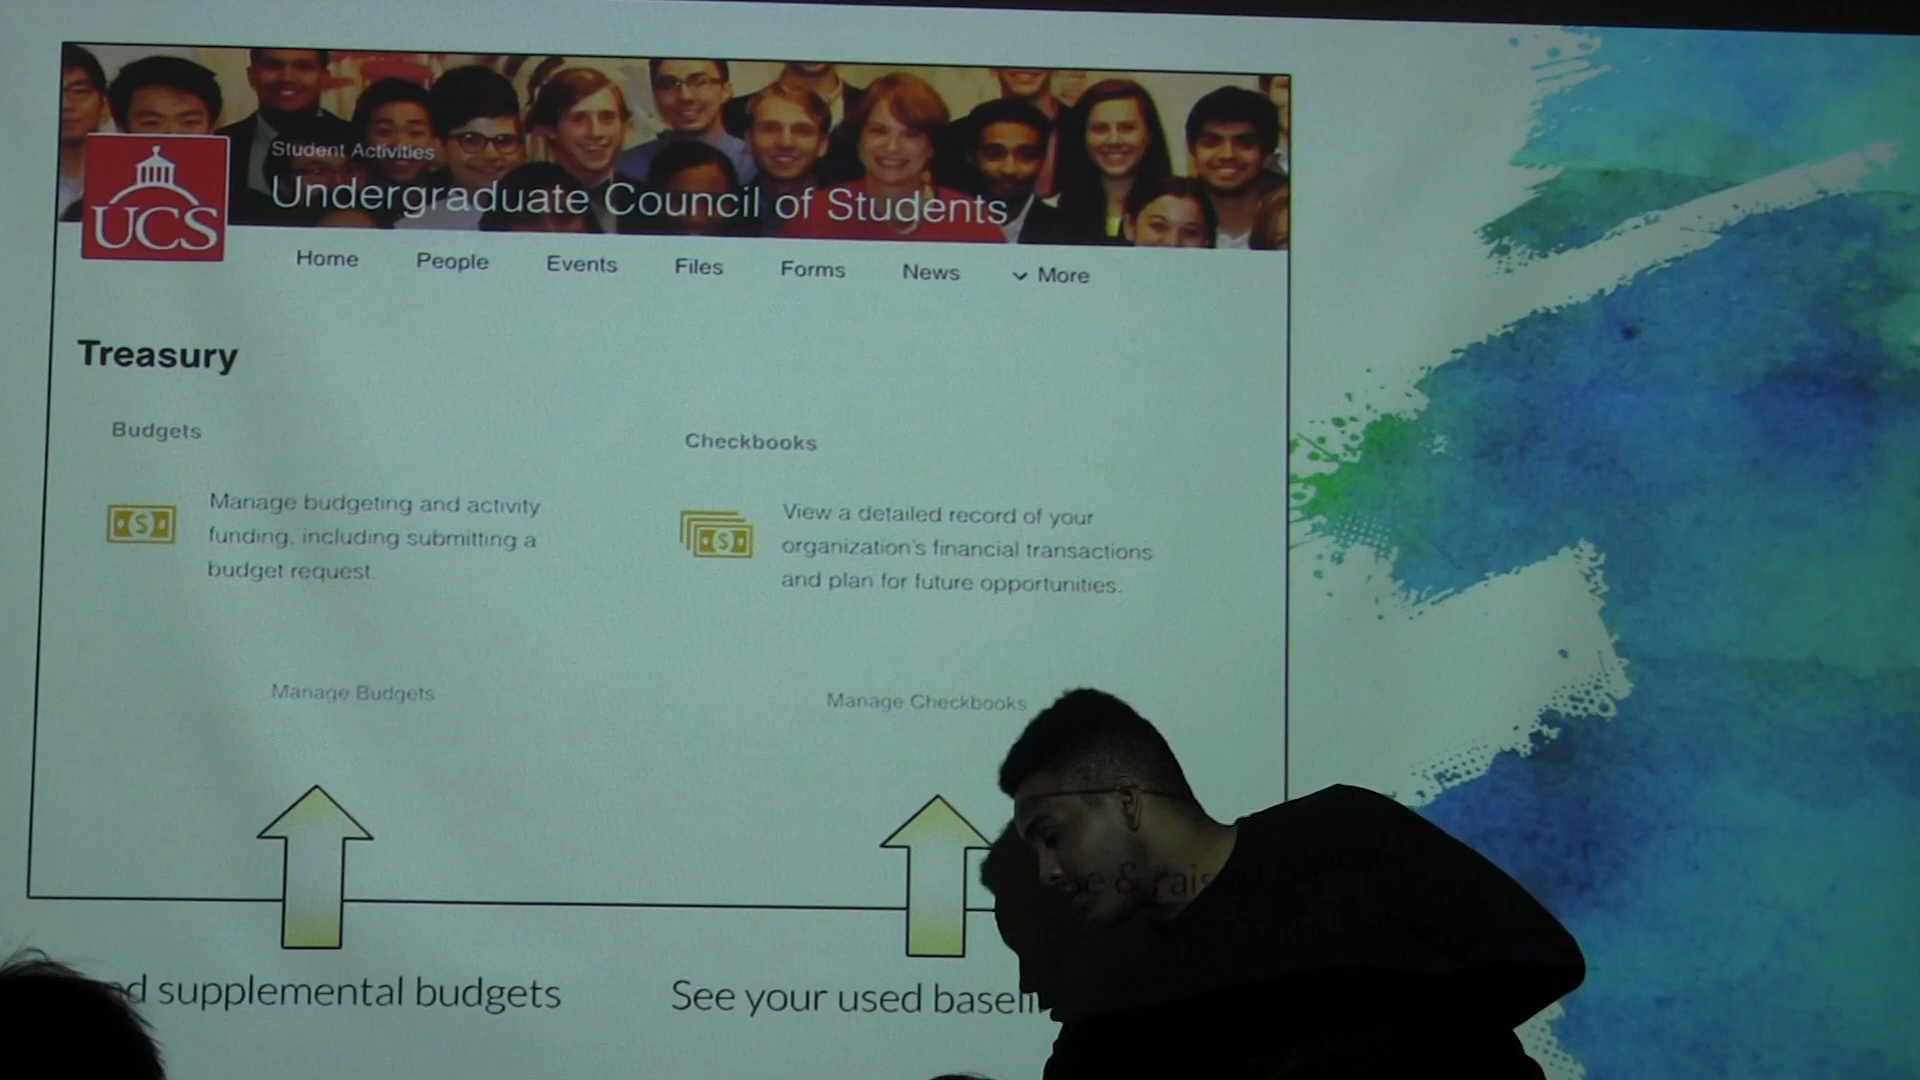 Student Activities
Undergraduate Council of Students
UCS
Home People Events Files Forms News More
Treasury
Budgets
Manage budgeting and activity
funding, including submitting a
budget request.
Manage Budgets
Checkbooks
View a detailed record of your
organization's financial transactions
and plan for future opportunities.
Manage Checkbooks
supplemental budgets
See your used
&